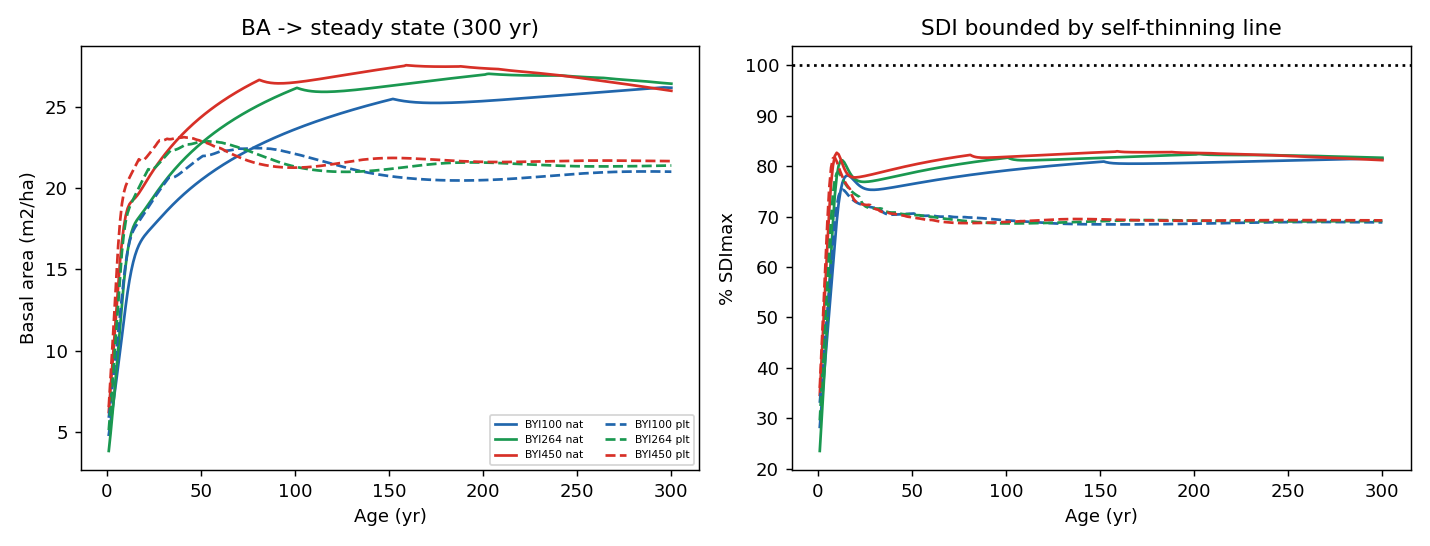 BA -> steady state (300 yr)
Basal area (m2/ha)
25
20
15
10
5
0
50
100
150
200
250
300
Age (yr)
BYI100 nat
BYI264 nat
BYI450 nat
BYI100 plt
BYI264 plt
BYI450 plt
SDI bounded by self-thinning line
% SDImax
100
90
80
70
60
50
40
30
20
0
50
100
150
200
250
300
Age (yr)